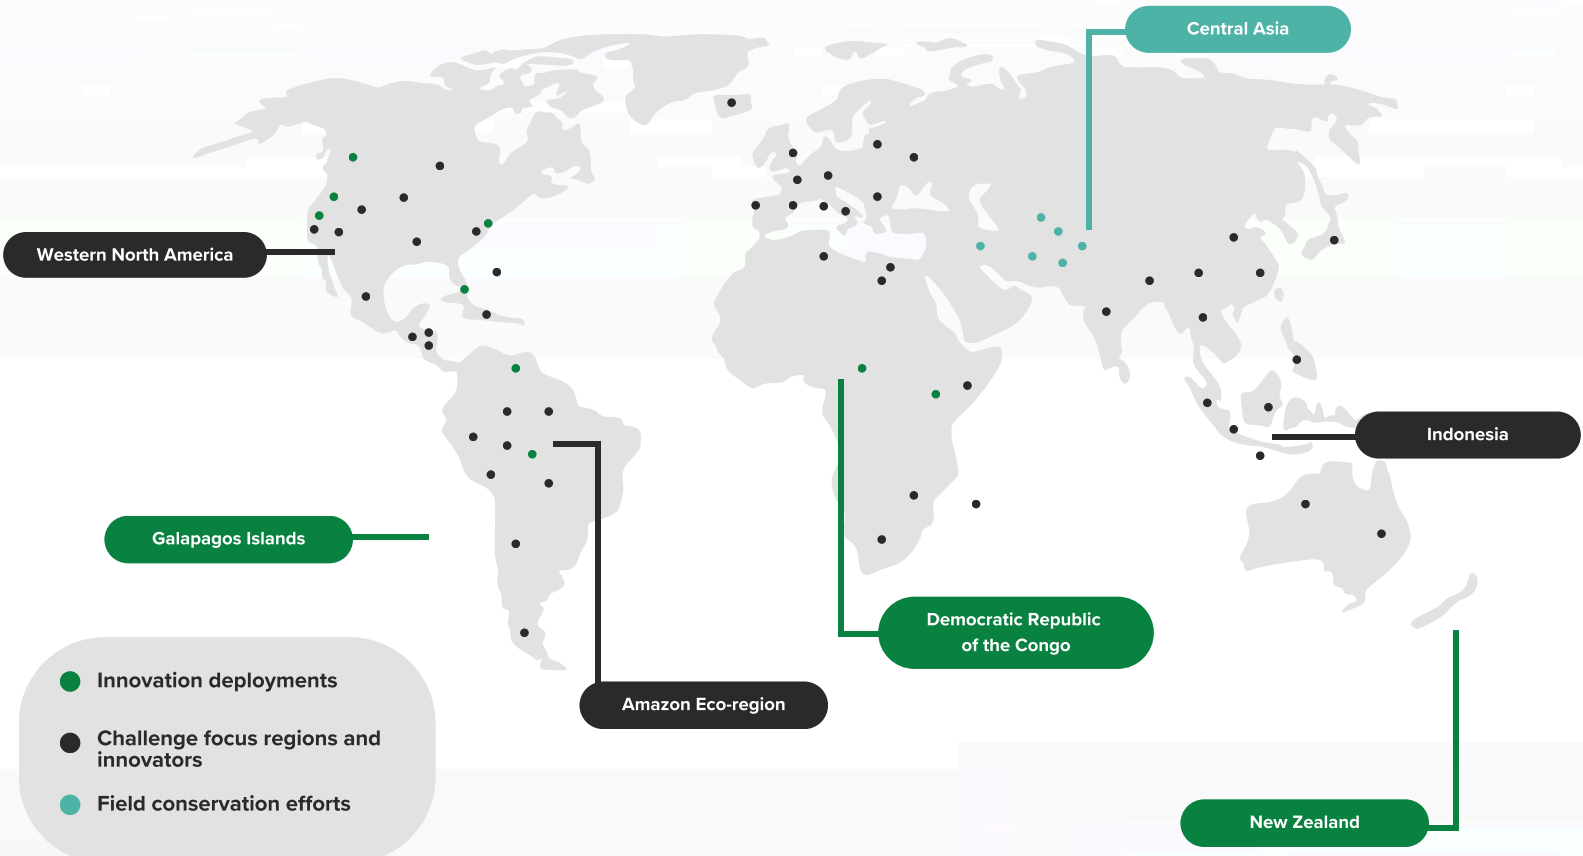 Central Asia
Western North America
Indonesia
Galapagos Islands
Democratic Republic
of the Congo
Amazon Eco-region
New Zealand
Innovation deployments
Challenge focus regions and
innovators
Field conservation efforts